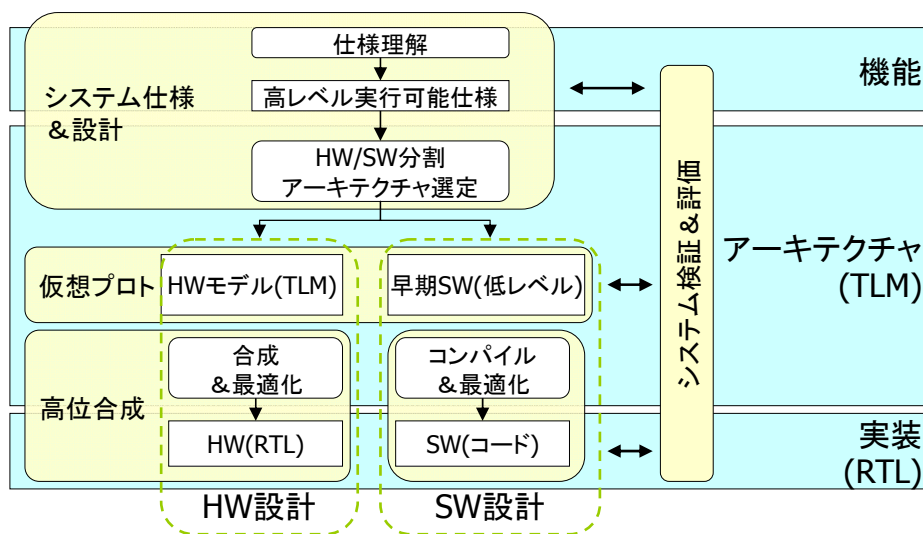 仕様理解
機能
システム仕様
＆設計
高レベル実行可能仕様
HW/SW分割
アーキテクチャ選定
システム検証＆評価
アーキテクチャ
(TLM)
仮想プロト
HWモデル(TLM)
早期SW(低レベル)
合成
＆最適化
コンパイル
＆最適化
高位合成
HW(RTL)
SW(コード)
実装
(RTL)
HW設計
SW設計